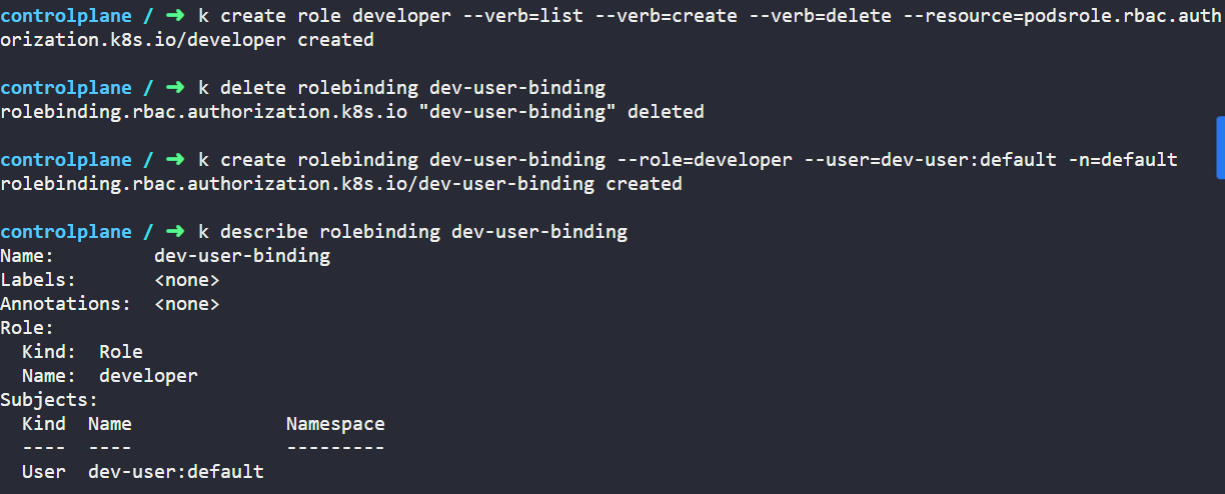 controlplane / ➜ k create role developer --verb=list --verb=create --verb=delete --resource=podsrole.rbac.auth
orization.k8s.io/developer created
controlplane / ➜ k delete rolebinding dev-user-binding
rolebinding.rbac.authorization.k8s.io "dev-user-binding" deleted
controlplane / ➜ k create rolebinding dev-user-binding --role=developer --user=dev-user:default -n=default
rolebinding.rbac.authorization.k8s.io/dev-user-binding created
controlplane / ➜ k describe rolebinding dev-user-binding
Name:         dev-user-binding
Labels:       <none>
Annotations:  <none>
Role:
  Kind:  Role
  Name:  developer
Subjects:
  Kind  Name              Namespace
  ----  ----              ---------
  User  dev-user:default